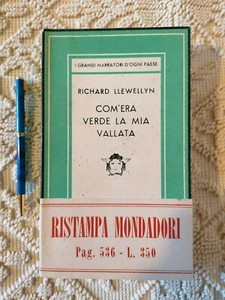 I GRANDI NARRATORI D'OGNI PAESE
RICHARD LLEWELLYN
COM'ERA
VERDE LA MIA
VALLATA
RISTAMPA MONDADORI
Pag. 536 - L. 350